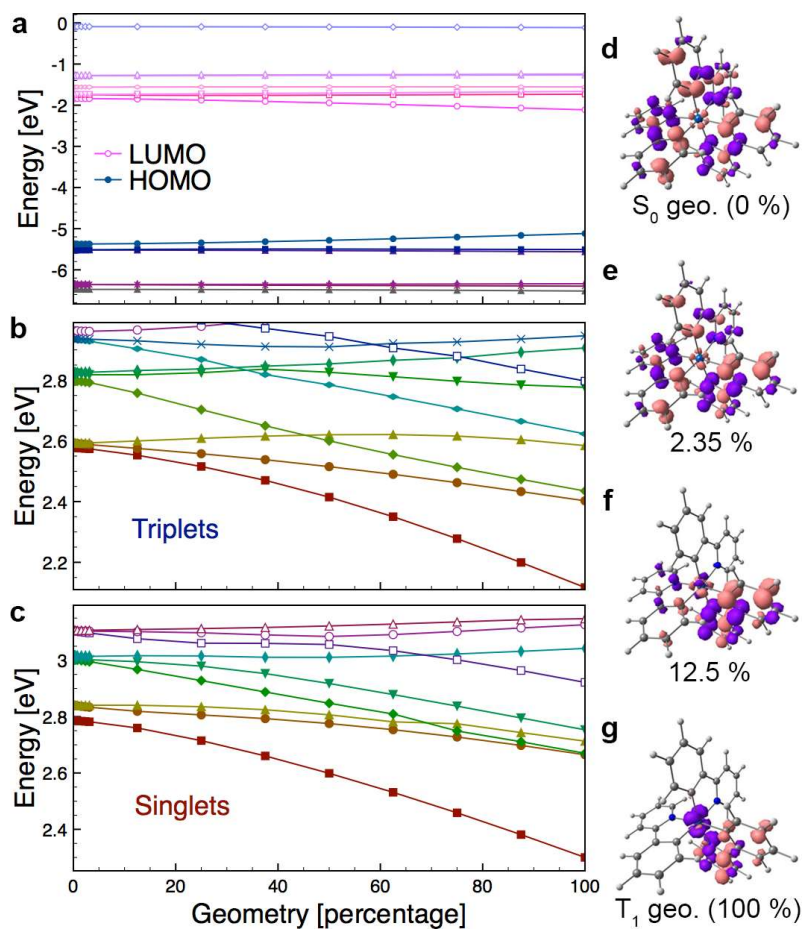 a
0
-1
-2
-3
-4
-5
-6
Energy [eV]
LUMO
HOMO
b
2.8
2.6
2.4
2.2
Energy [eV]
Triplets
c
3
2.8
2.6
2.4
Energy [eV]
Singlets
0 20 40 60 80 100
Geometry [percentage]
d
S₀ geo. (0 %)
e
2.35 %
f
12.5 %
g
T₁ geo. (100 %)